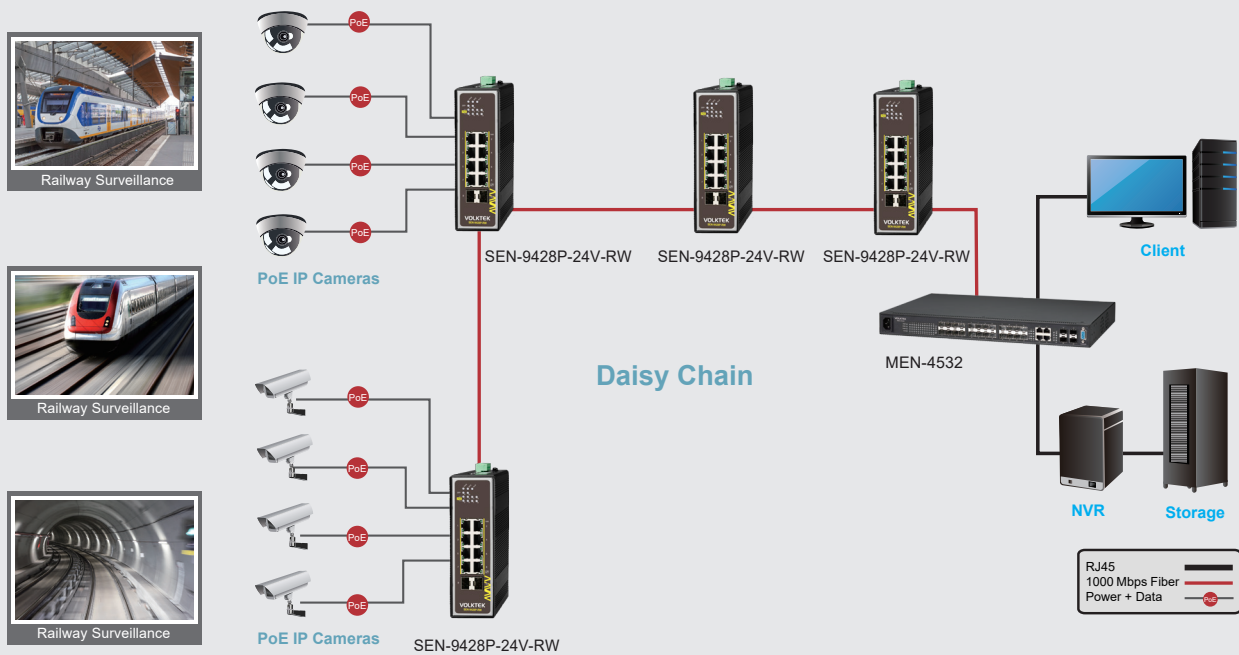 PoE
PoE
PoE
PoE
PoE IP Cameras
Railway Surveillance
Railway Surveillance
Railway Surveillance
VOLKTEK
SEN-9428P-24V-RW
VOLKTEK
SEN-9428P-24V-RW
VOLKTEK
SEN-9428P-24V-RW
MEN-4532
Client
Daisy Chain
PoE
PoE
PoE
PoE
PoE IP Cameras
VOLKTEK
SEN-9428P-24V-RW
NVR
Storage
RJ45
1000 Mbps Fiber
Power + Data
PoE